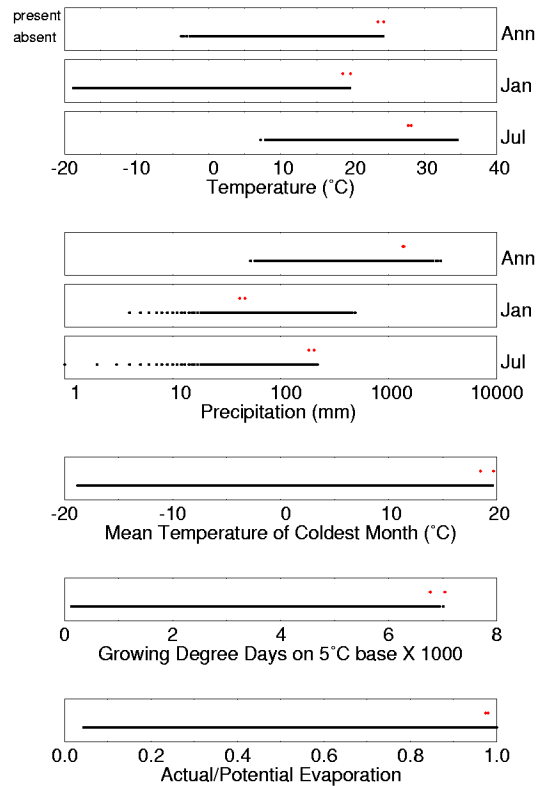 present
absent
Ann
Jan
Jul
-20 -10 0 10 20 30 40
Temperature (˚C)
Ann
Jan
Jul
1 10 100 1000 10000
Precipitation (mm)
-20 -10 0 10 20
Mean Temperature of Coldest Month (˚C)
0 2 4 6 8
Growing Degree Days on 5˚C base X 1000
0.0 0.2 0.4 0.6 0.8 1.0
Actual/Potential Evaporation